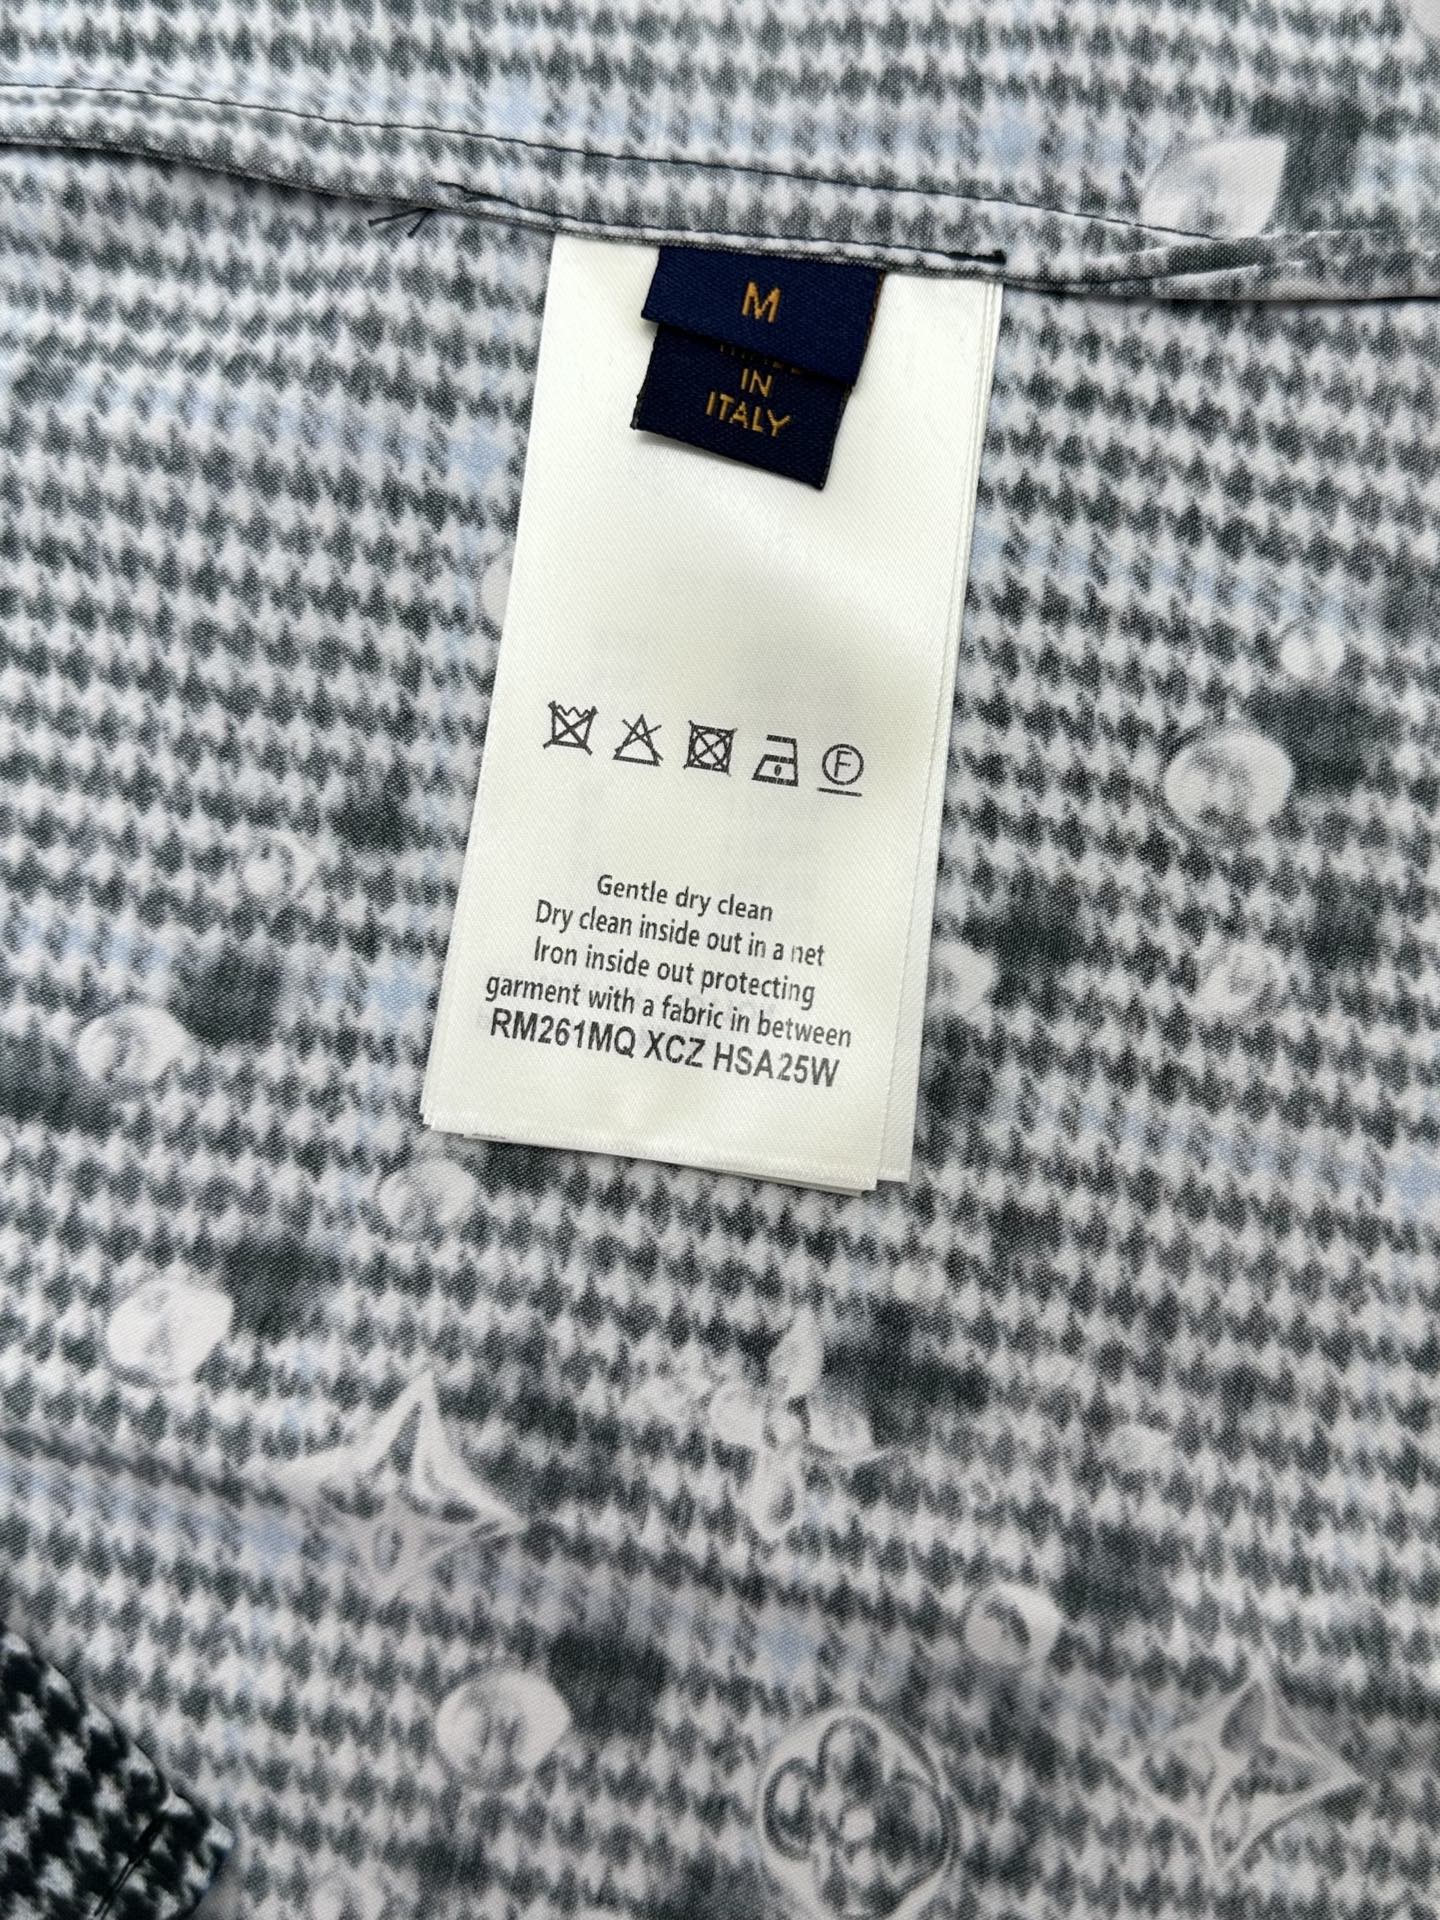 M
IN
ITALY
F
Gentle dry clean
Dry clean inside out in a net
Iron inside out protecting
garment with a fabric in between
RM261MQ XCZ HSA25W